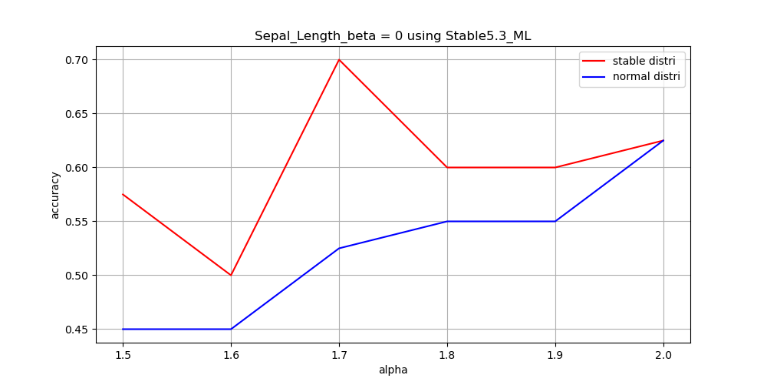 Sepal_Length_beta = 0 using Stable5.3_ML
stable distri
normal distri
0.70
0.65
0.60
0.55
0.50
0.45
accuracy
1.5 1.6 1.7 1.8 1.9 2.0
alpha